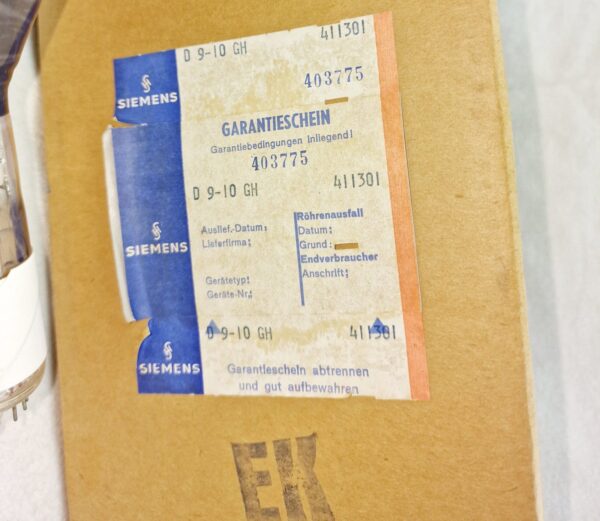 D 9-10 GH 411301
SIEMENS
403775
GARANTIESCHEIN
Garantiebedingungen inliegend!
403775
D 9-10 GH 411301
Auslief.-Datum:
Lieferfirma:
Röhrenausfall
Datum:
Grund:
SIEMENS
Endverbraucher
Anschrift:
Gerätetyp:
Geräte-Nr.:
D 9-10 GH 411301
SIEMENS
Garantieschein abtrennen
und gut aufbewahren
EK